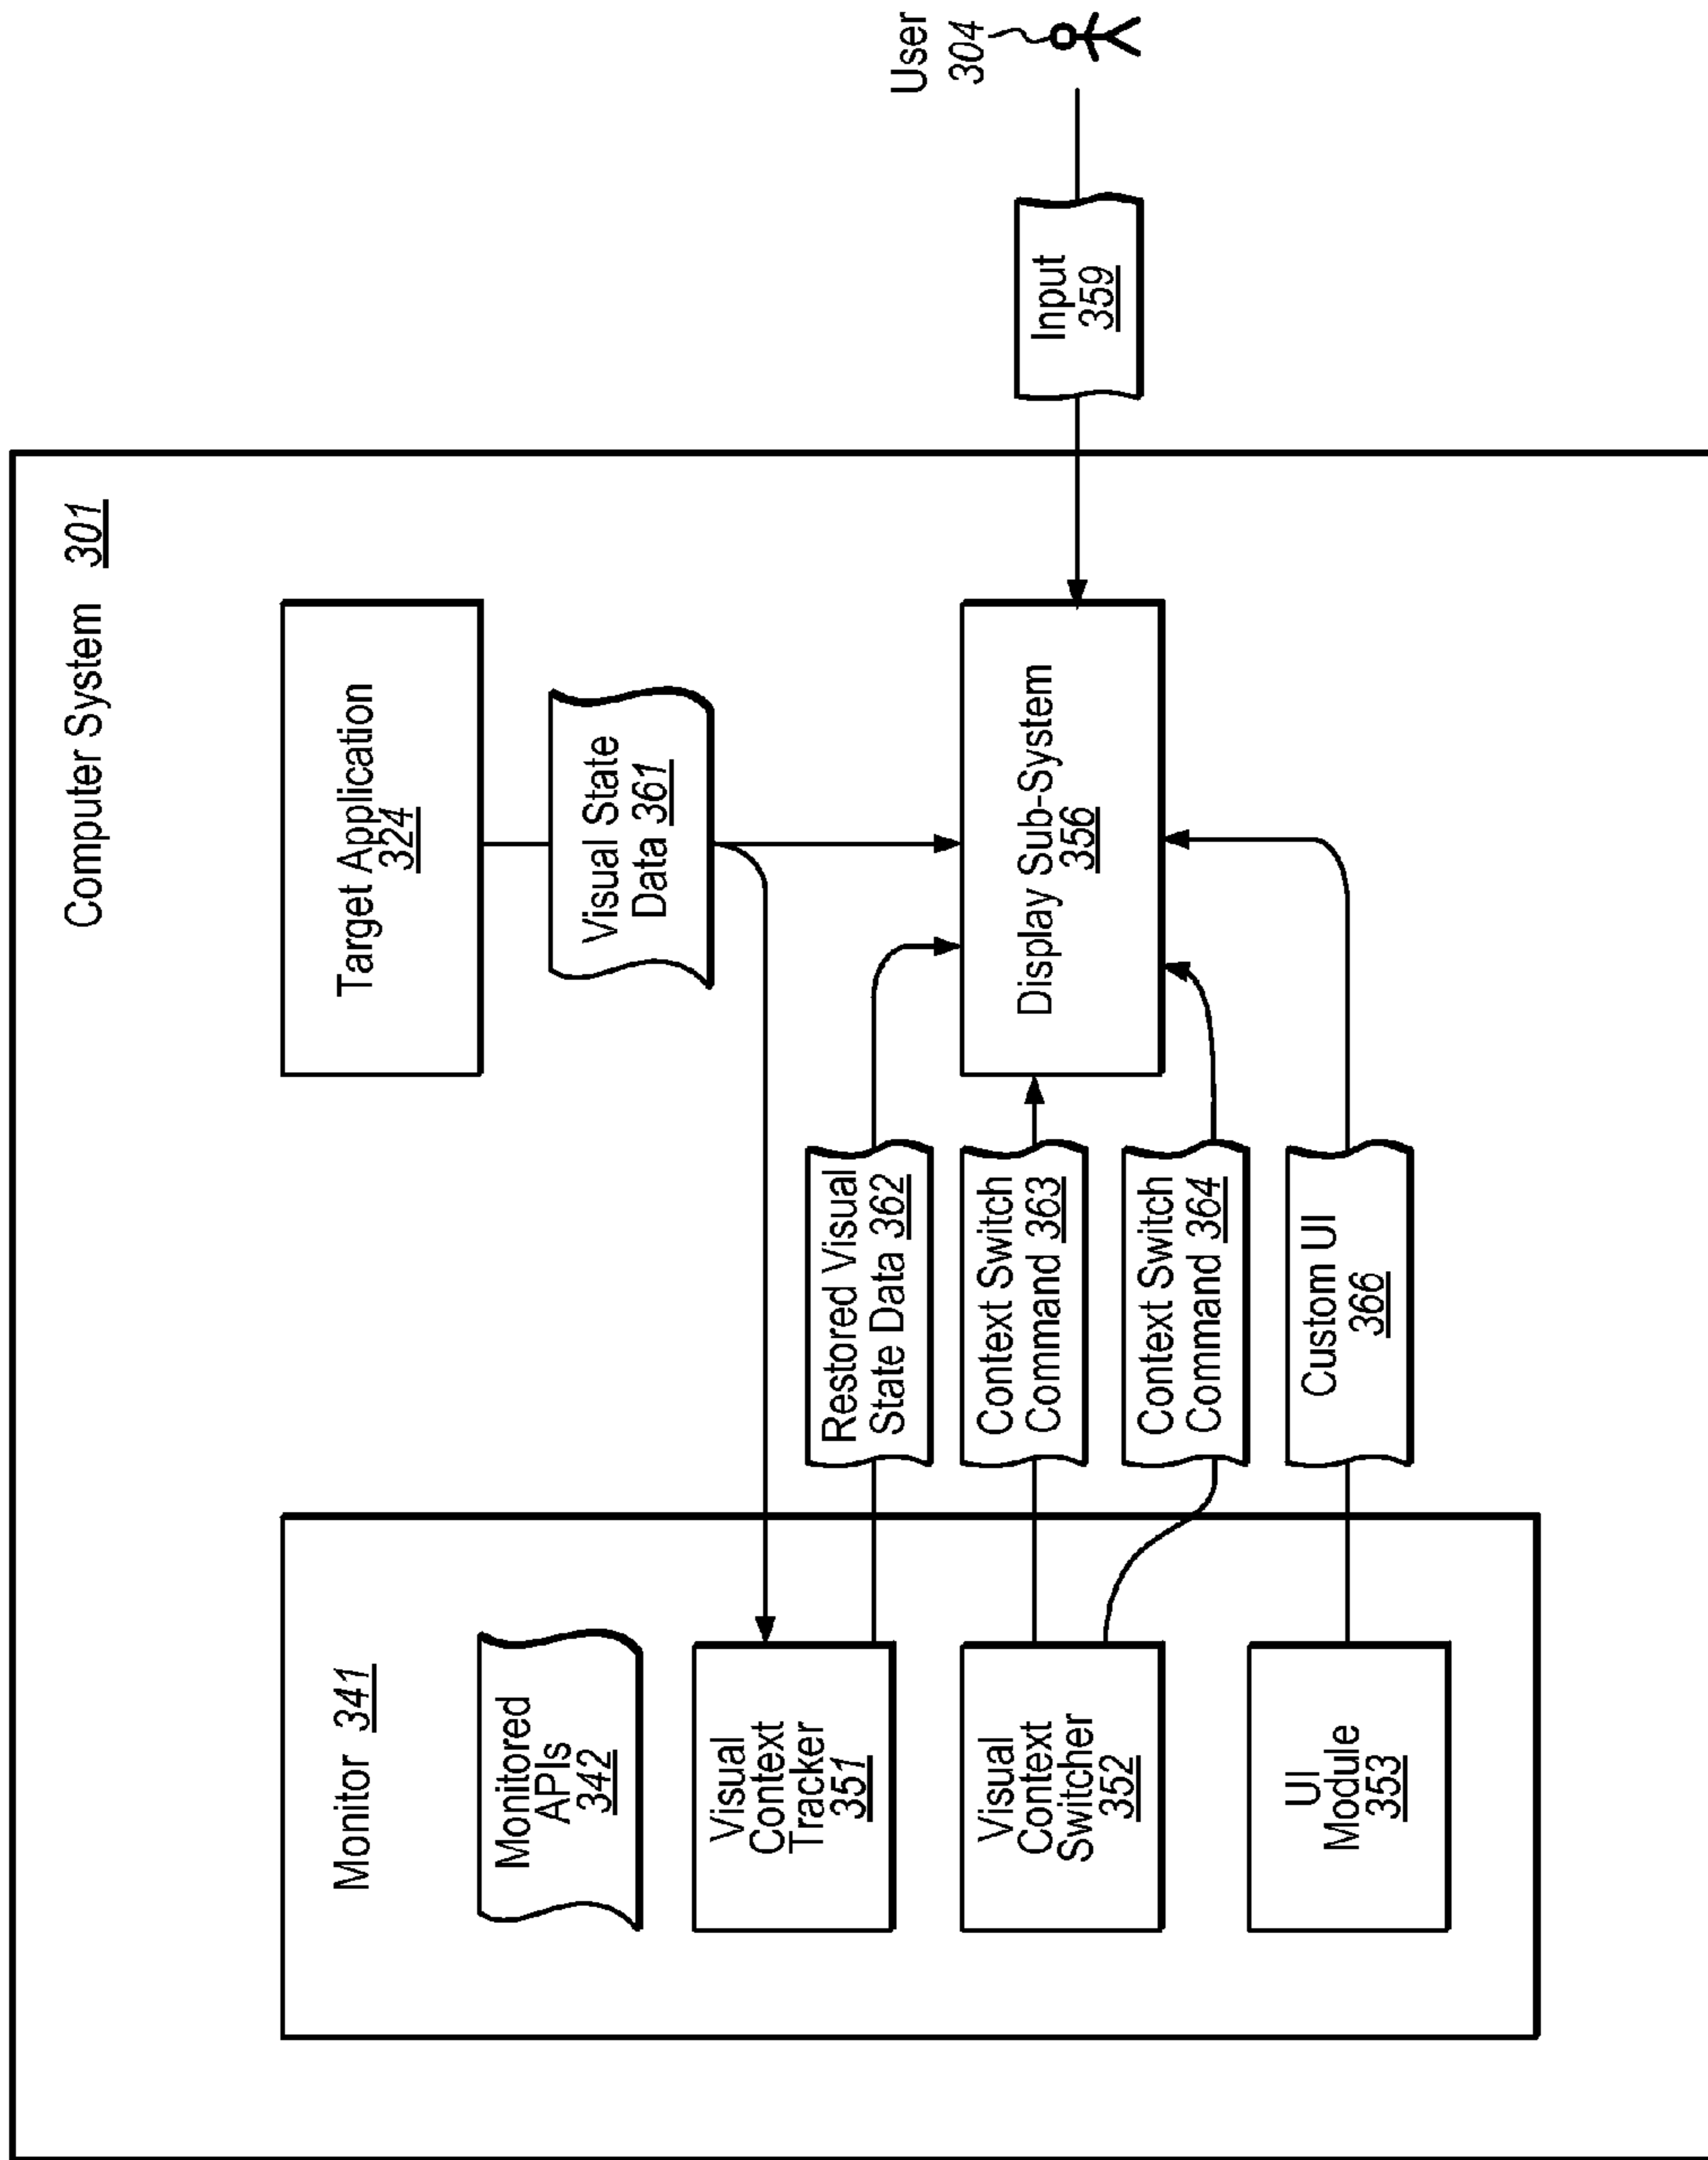 Computer System 301
Monitor 341
Monitored
APIs
342
Visual
Context
Tracker
351
Visual
Context
Switcher
352
UI
Module
353
Target Application
324
Visual State
Data 361
Restored Visual
State Data 362
Context Switch
Command 363
Context Switch
Command 364
Custom UI
366
Display Sub-System
356
Input
359
User
304